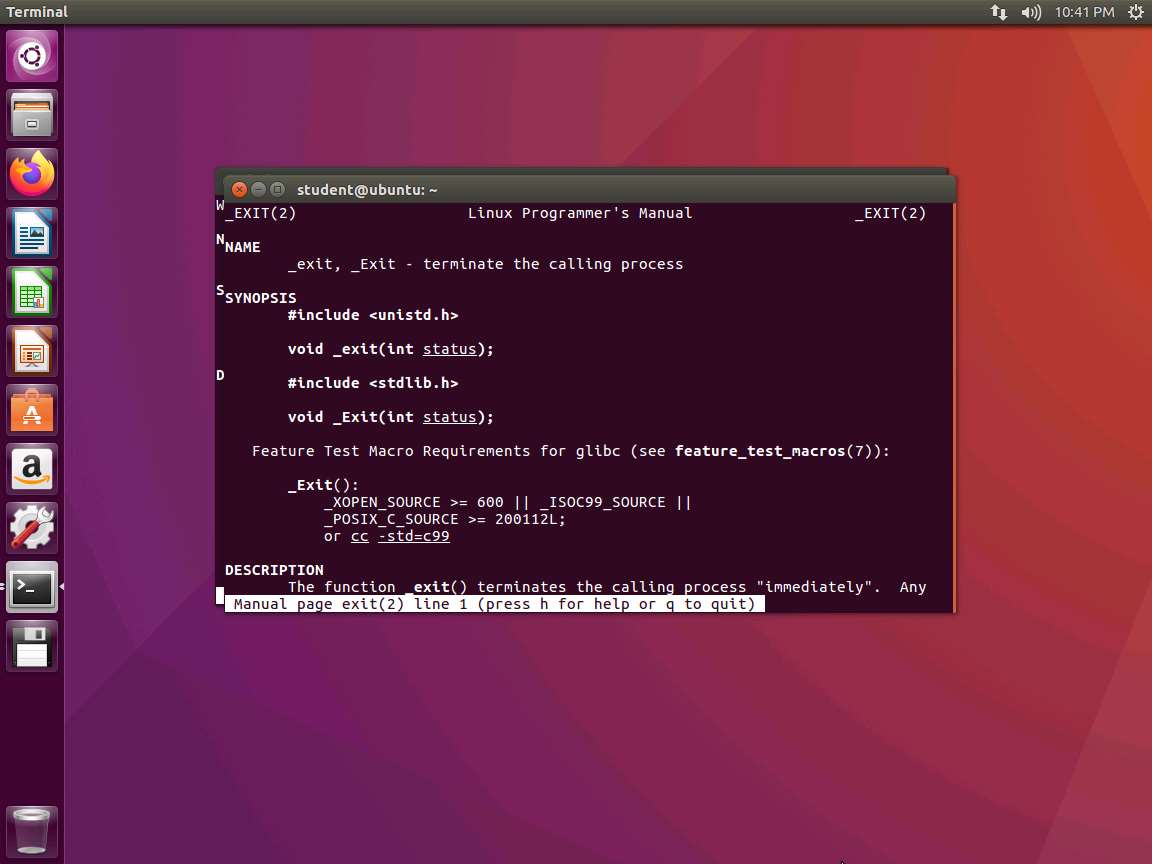 Terminal
10:41 PM
student@ubuntu: ~
W
_EXIT(2) Linux Programmer's Manual _EXIT(2)
N
NAME
_exit, _Exit - terminate the calling process
S
SYNOPSIS
#include <unistd.h>
void _exit(int status);
D
#include <stdlib.h>
void _Exit(int status);
Feature Test Macro Requirements for glibc (see feature_test_macros(7)):
_Exit():
_XOPEN_SOURCE >= 600 || _ISOC99_SOURCE ||
_POSIX_C_SOURCE >= 200112L;
or cc -std=c99
DESCRIPTION
The function _exit() terminates the calling process "immediately". Any
Manual page exit(2) line 1 (press h for help or q to quit)